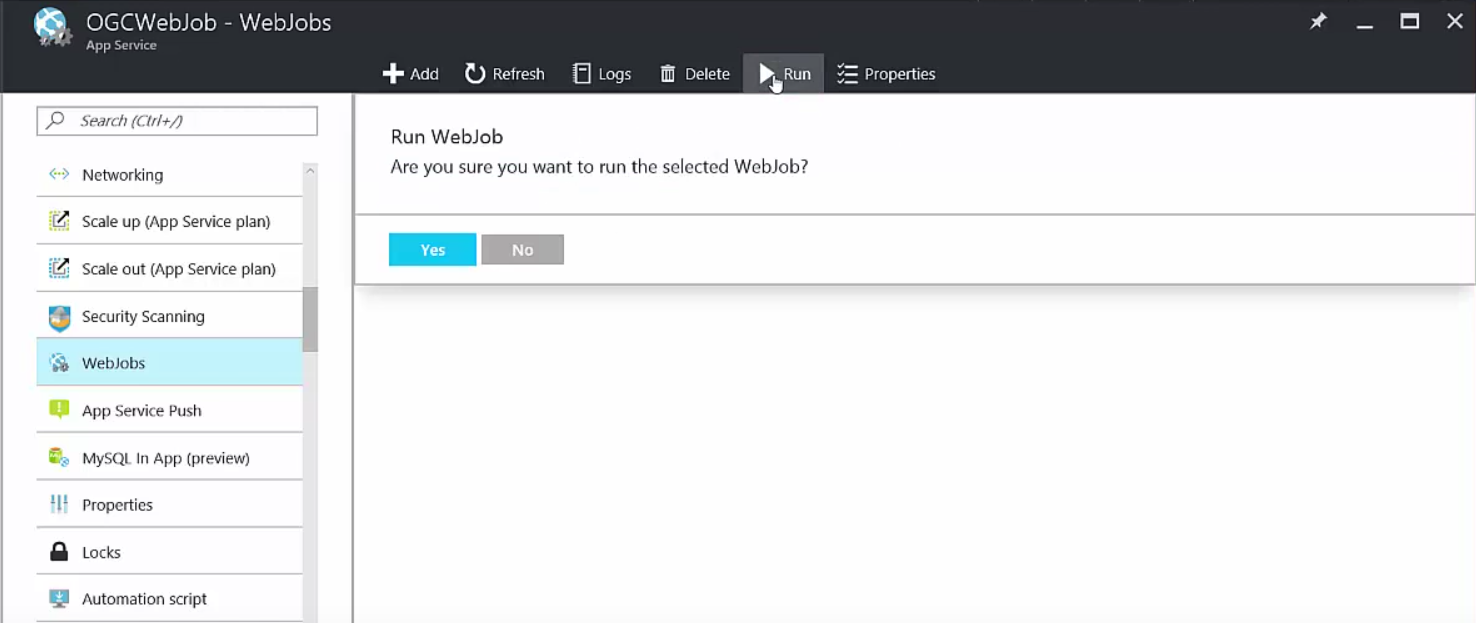 OGCWebJob - WebJobs
App Service
Add Refresh Logs Delete Run Properties
Search (Ctrl+/)
Networking
Scale up (App Service plan)
Scale out (App Service plan)
Security Scanning
WebJobs
App Service Push
MySQL In App (preview)
Properties
Locks
Automation script
Run WebJob
Are you sure you want to run the selected WebJob?
Yes No